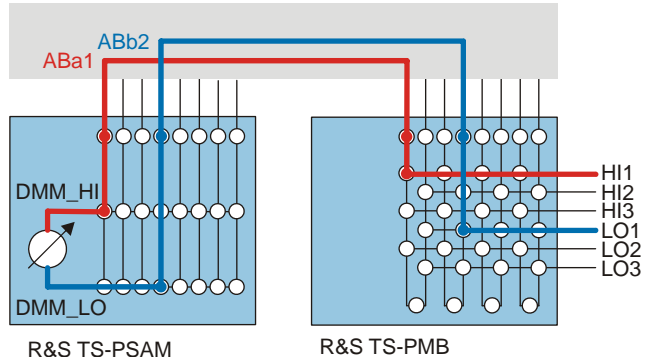 ABb2
ABa1
DMM_HI
DMM_LO
HI1
HI2
HI3
LO1
LO2
LO3
R&S TS-PSAM
R&S TS-PMB